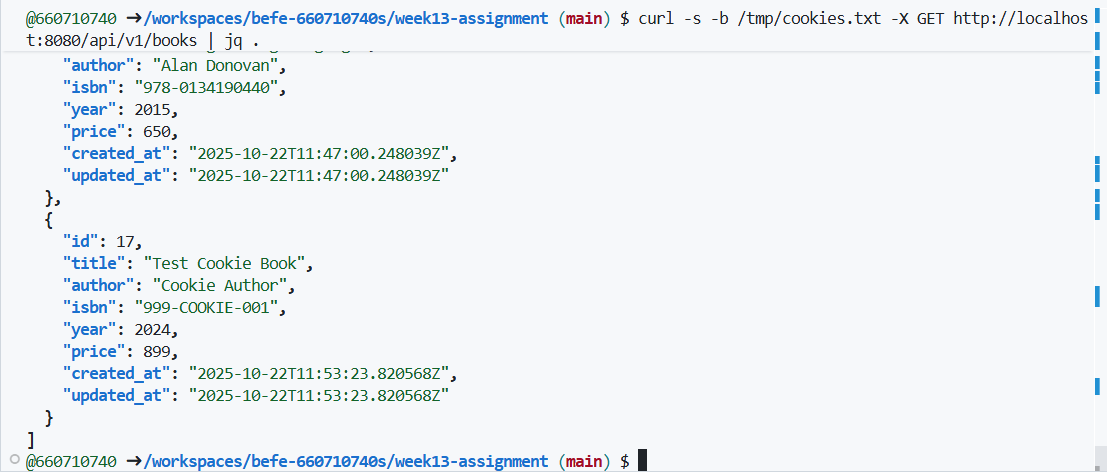 @660710740 ➜/workspaces/befe-660710740s/week13-assignment (main) $ curl -s -b /tmp/cookies.txt -X GET http://localhos
t:8080/api/v1/books | jq .
"author": "Alan Donovan",
"isbn": "978-0134190440",
"year": 2015,
"price": 650,
"created_at": "2025-10-22T11:47:00.248039Z",
"updated_at": "2025-10-22T11:47:00.248039Z"
},
{
"id": 17,
"title": "Test Cookie Book",
"author": "Cookie Author",
"isbn": "999-COOKIE-001",
"year": 2024,
"price": 899,
"created_at": "2025-10-22T11:53:23.820568Z",
"updated_at": "2025-10-22T11:53:23.820568Z"
}
]
@660710740 ➜/workspaces/befe-660710740s/week13-assignment (main) $